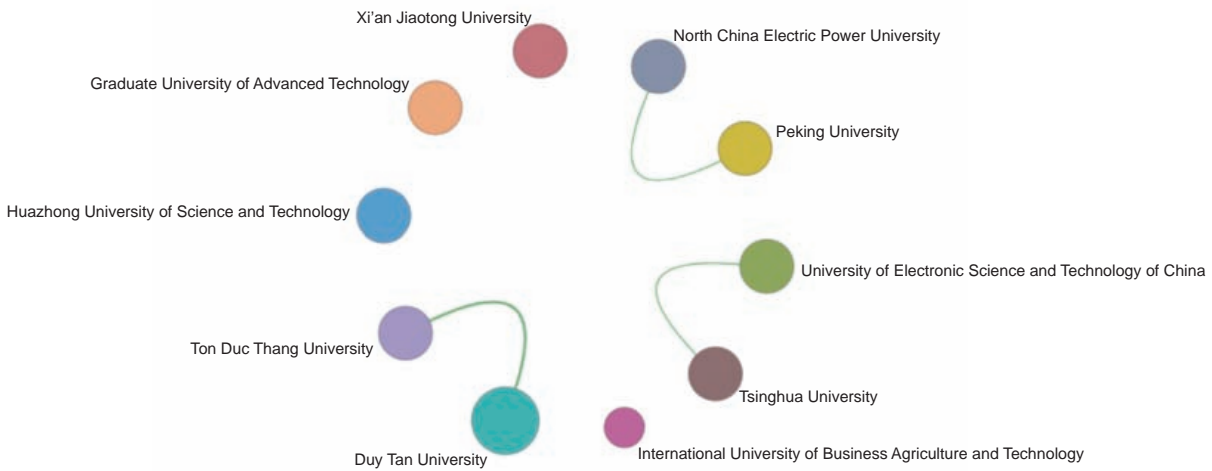 Xi’an Jiaotong University
North China Electric Power University
Graduate University of Advanced Technology
Peking University
Huazhong University of Science and Technology
University of Electronic Science and Technology of China
Ton Duc Thang University
Tsinghua University
Duy Tan University
International University of Business Agriculture and Technology